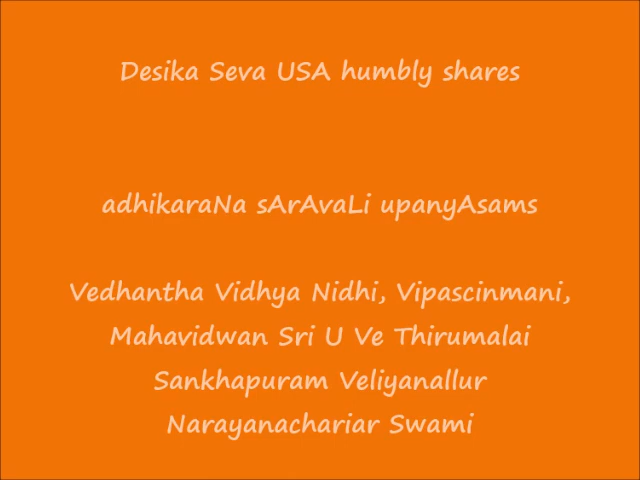 Desika Seva USA humbly shares
adhikaraNa sArAvaLi upanyAsams
Vedhantha Vidhya Nidhi, Vipascinmani,
Mahavidwan Sri U Ve Thirumalai
Sankhapuram Veliyanallur
Narayanachariar Swami